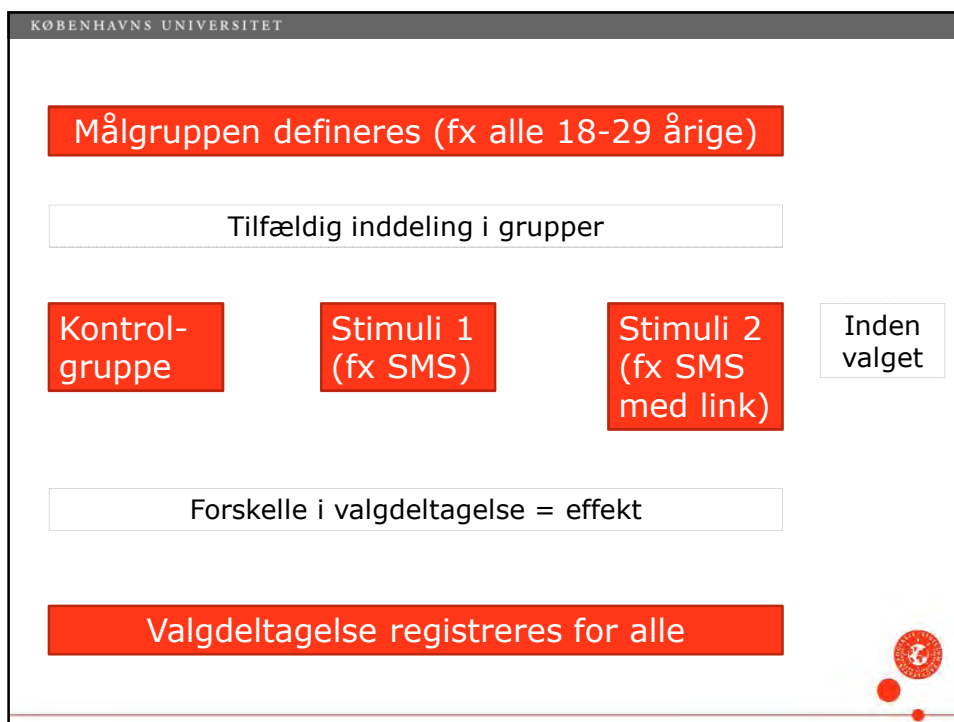 KØBENHAVNS UNIVERSITET
Målgruppen defineres (fx alle 18-29 årige)
Tilfældig inddeling i grupper
Kontrol-
gruppe
Stimuli 1
(fx SMS)
Stimuli 2
(fx SMS
med link)
Inden
valget
Forskelle i valgdeltagelse = effekt
Valgdeltagelse registreres for alle